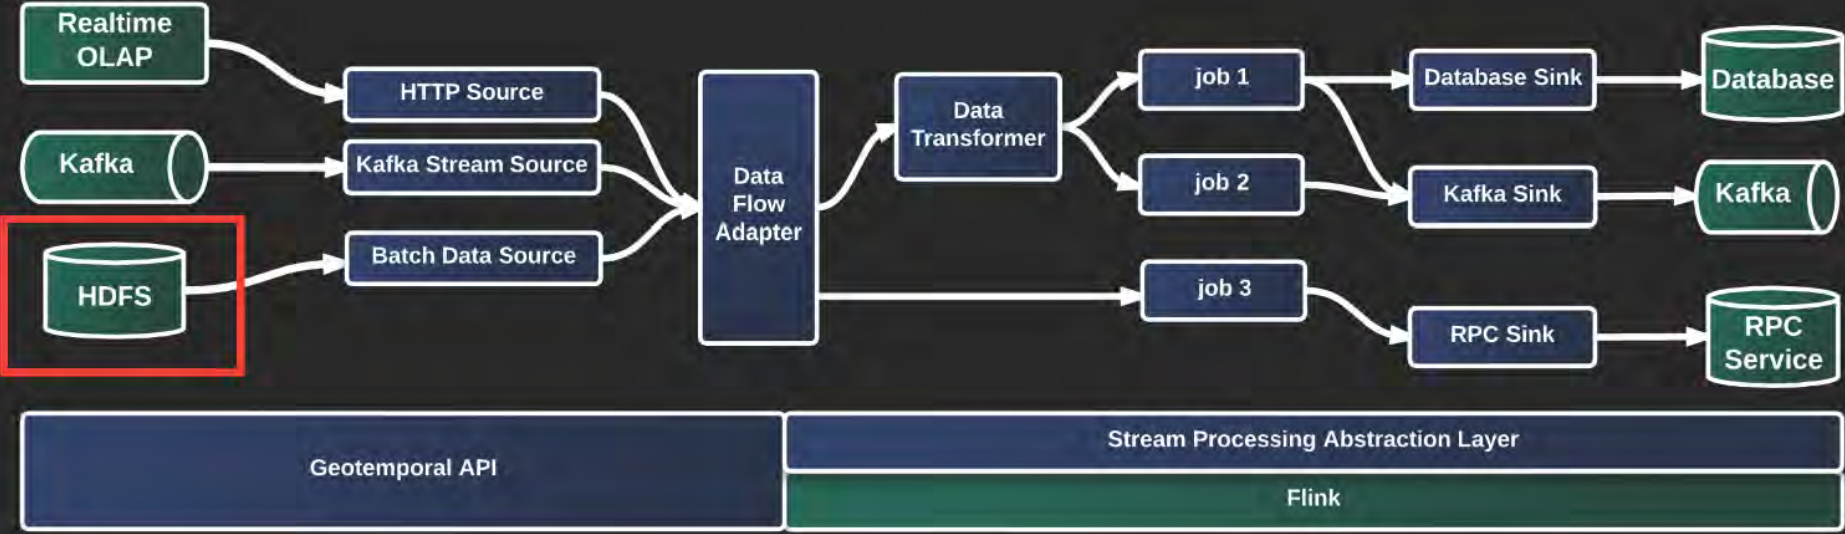 Realtime
OLAP
Kafka
HDFS
HTTP Source
Kafka Stream Source
Batch Data Source
Data
Flow
Adapter
Data
Transformer
job 1
job 2
job 3
Database Sink
Kafka Sink
RPC Sink
Database
Kafka
RPC
Service
Geotemporal API
Stream Processing Abstraction Layer
Flink